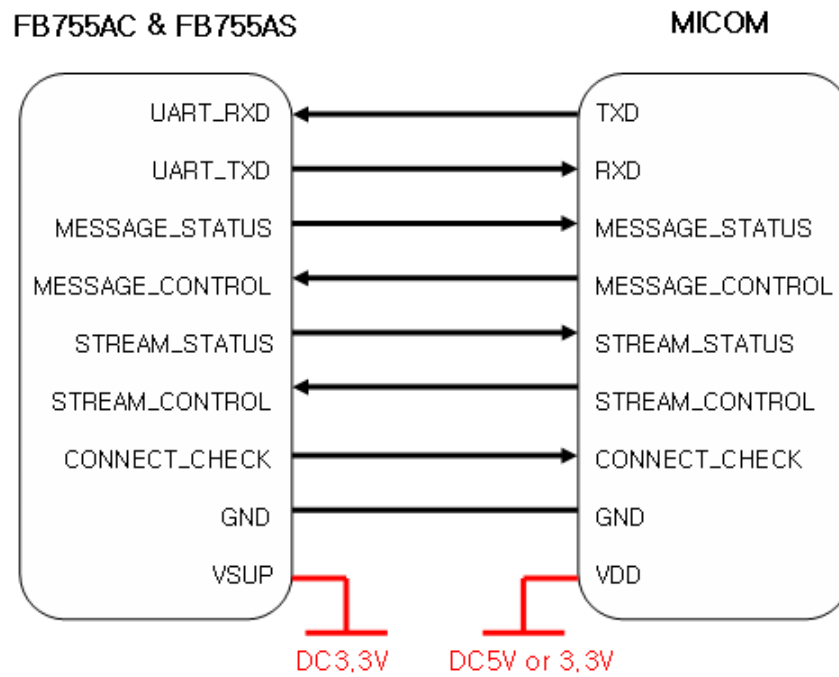 FB755AC & FB755AS
MICOM
UART_RXD
TXD
UART_TXD
RXD
MESSAGE_STATUS
MESSAGE_STATUS
MESSAGE_CONTROL
MESSAGE_CONTROL
STREAM_STATUS
STREAM_STATUS
STREAM_CONTROL
STREAM_CONTROL
CONNECT_CHECK
CONNECT_CHECK
GND
GND
VSUP
VDD
DC3.3V
DC5V or 3.3V